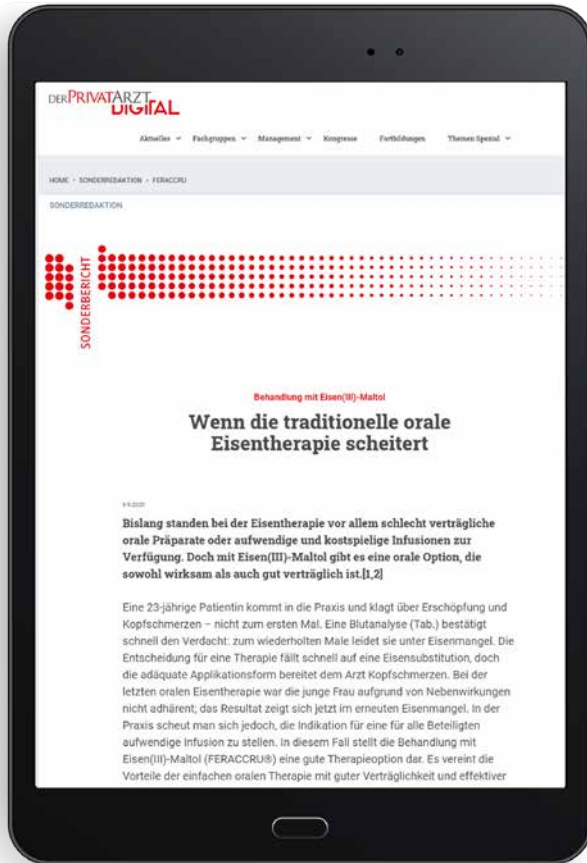 DERPRIVATARZT
DIGITAL
Aktuelles Fachgruppen Management Kongresse Fortbildungen Themen Spezial
HOME • SONDERREDAKTION • FERACCRU
SONDERREDAKTION
SONDERBERICHT
Behandlung mit Eisen(III)-Maltol
Wenn die traditionelle orale
Eisentherapie scheitert
Bislang standen bei der Eisentherapie vor allem schlecht verträgliche
orale Präparate oder aufwendige und kostspielige Infusionen zur
Verfügung. Doch mit Eisen(III)-Maltol gibt es eine orale Option, die
sowohl wirksam als auch gut verträglich ist.[1,2]
Eine 23-jährige Patientin kommt in die Praxis und klagt über Erschöpfung und
Kopfschmerzen – nicht zum ersten Mal. Eine Blutanalyse (Tab.) bestätigt
schnell den Verdacht: zum wiederholten Male leidet sie unter Eisenmangel. Die
Entscheidung für eine Therapie fällt schnell auf eine Eisensubstitution, doch
die adäquate Applikationsform bereitet dem Arzt Kopfschmerzen. Bei der
letzten oralen Eisentherapie war die junge Frau aufgrund von Nebenwirkungen
nicht adhärent; das Resultat zeigt sich jetzt im erneuten Eisenmangel. In der
Praxis scheut man sich jedoch, die Indikation für eine für alle Beteiligten
aufwendige Infusion zu stellen. In diesem Fall stellt die Behandlung mit
Eisen(III)-Maltol (FERACCRU®) eine gute Therapieoption dar. Es vereint die
Vorteile der einfachen oralen Therapie mit guter Verträglichkeit und effektiver